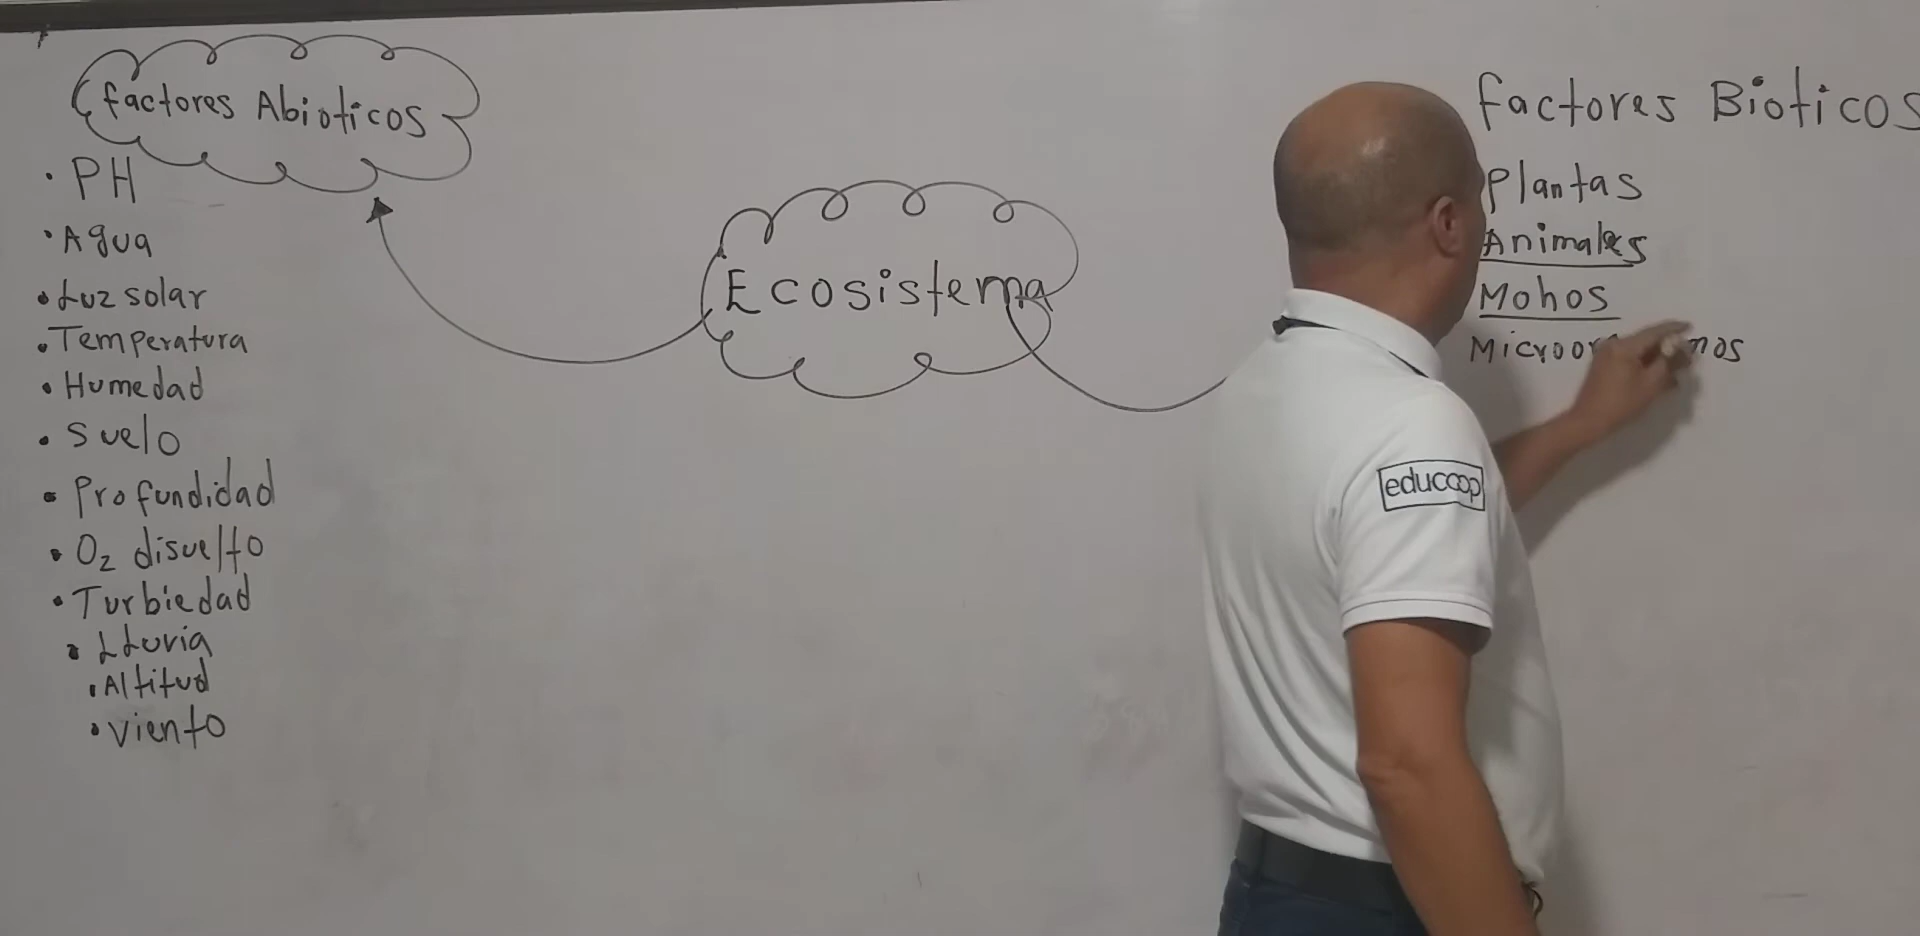 factores Abioticos
• PH
• Agua
• Luz solar
• Temperatura
• Humedad
• Suelo
• Profundidad
• O₂ disuelto
• Turbiedad
• LLuvia
• Altitud
• viento
Ecosistema
factores Bioticos
Plantas
Animales
Mohos
educoop